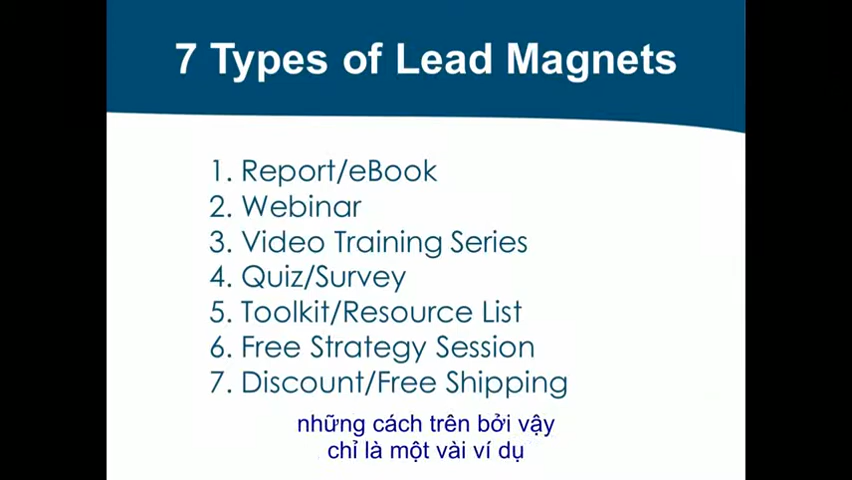 7 Types of Lead Magnets
1. Report/eBook
2. Webinar
3. Video Training Series
4. Quiz/Survey
5. Toolkit/Resource List
6. Free Strategy Session
7. Discount/Free Shipping
những cách trên bởi vậy
chỉ là một vài ví dụ